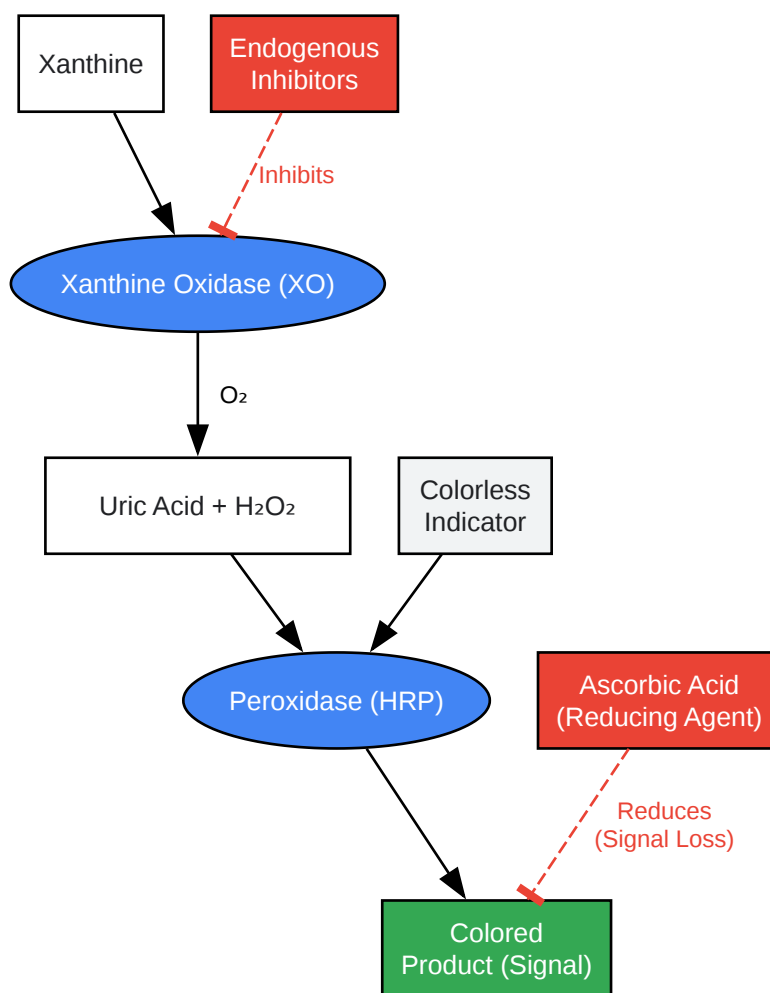 Xanthine
Endogenous
Inhibitors
Inhibits
Xanthine Oxidase (XO)
O₂
Uric Acid + H₂O₂
Colorless
Indicator
Peroxidase (HRP)
Ascorbic Acid
(Reducing Agent)
Reduces
(Signal Loss)
Colored
Product (Signal)